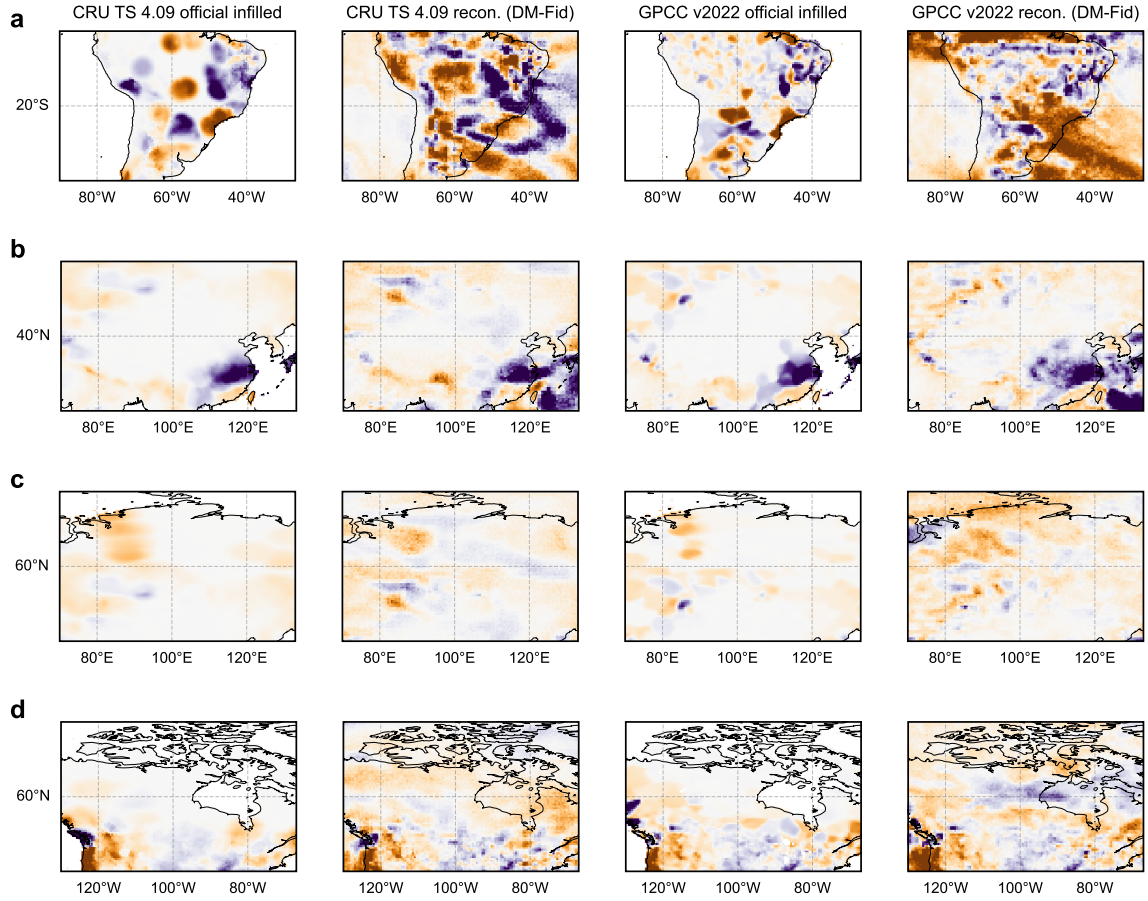 a
CRU TS 4.09 official infilled
CRU TS 4.09 recon. (DM-Fid)
GPCC v2022 official infilled
GPCC v2022 recon. (DM-Fid)
20°S
80°W 60°W 40°W
80°W 60°W 40°W
80°W 60°W 40°W
80°W 60°W 40°W
b
40°N
80°E 100°E 120°E
80°E 100°E 120°E
80°E 100°E 120°E
80°E 100°E 120°E
c
60°N
80°E 100°E 120°E
80°E 100°E 120°E
80°E 100°E 120°E
80°E 100°E 120°E
d
60°N
120°W 100°W 80°W
120°W 100°W 80°W
120°W 100°W 80°W
120°W 100°W 80°W